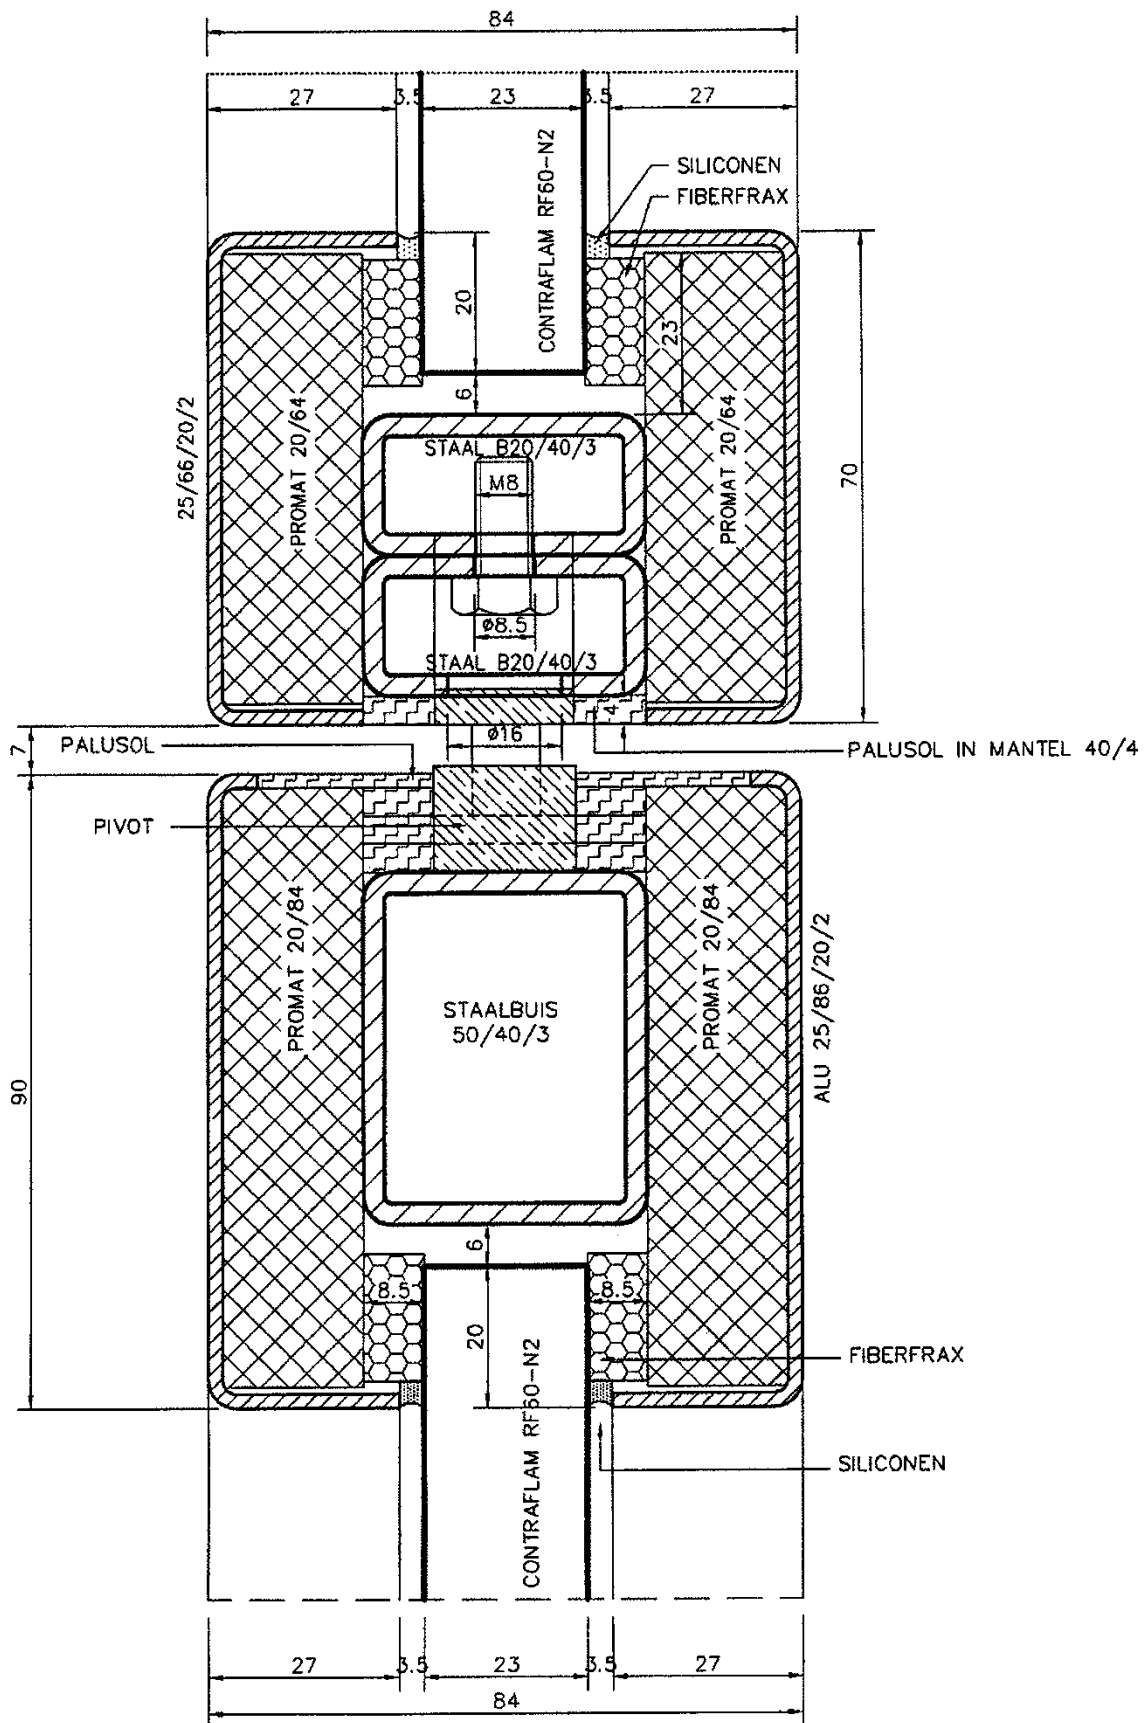 84
27
3.5
23
3.5
27
CONTRAFLAM RF60-N2
SILICONEN
FIBERFRAX
20
23
6
25/66/20/2
PROMAT 20/64
STAAL B20/40/3
M8
PROMAT 20/64
70
ø8.5
STAAL B20/40/3
4
7
PALUSOL
ø16
PALUSOL IN MANTEL 40/4
PIVOT
PROMAT 20/84
PROMAT 20/84
ALU 25/86/20/2
STAALBUIS
50/40/3
90
6
8.5
8.5
20
FIBERFRAX
CONTRAFLAM RF60-N2
SILICONEN
27
3.5
23
3.5
27
84